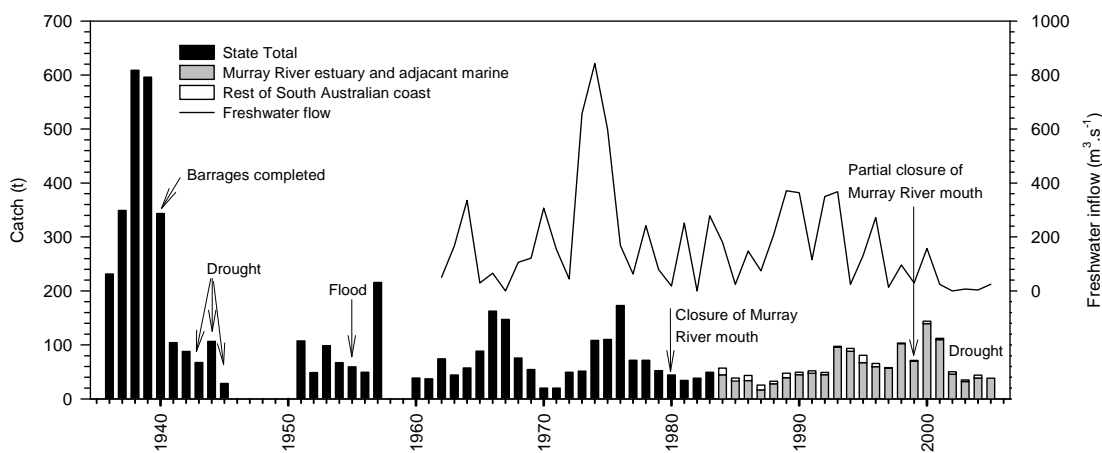 700
600
500
400
300
200
100
0
Catch (t)
State Total
Murray River estuary and adjacant marine
Rest of South Australian coast
Freshwater flow
Barrages completed
Drought
Flood
Closure of Murray
River mouth
Partial closure of
Murray River mouth
Drought
1000
800
600
400
200
0
Freshwater inflow (m³.s⁻¹)
1940
1950
1960
1970
1980
1990
2000